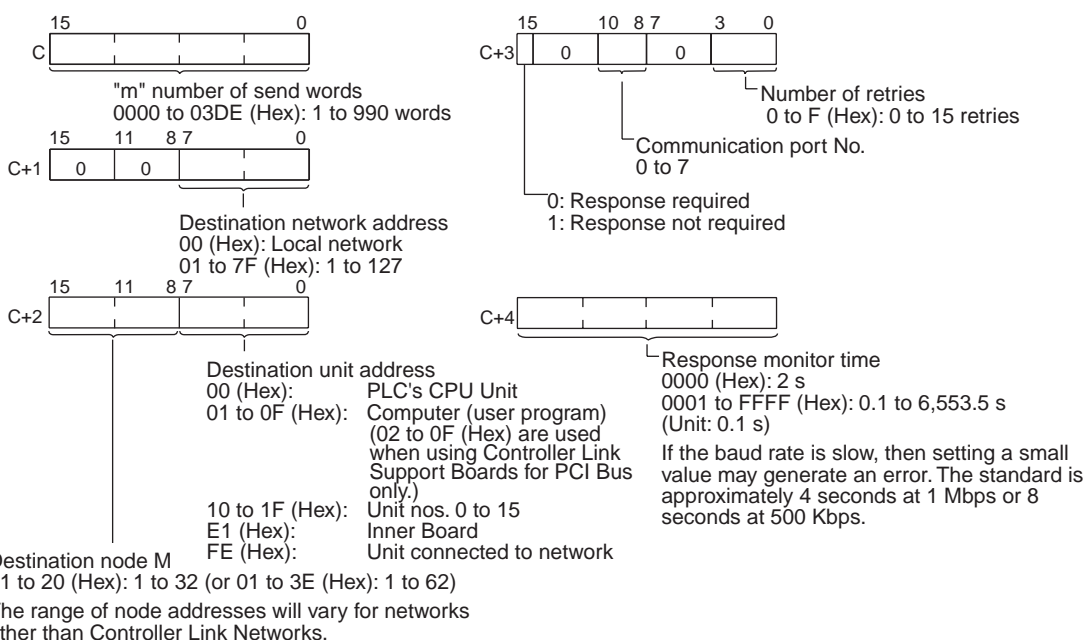 15 0
C
"m" number of send words
0000 to 03DE (Hex): 1 to 990 words
15 11 8 7 0
C+1 0 0
Destination network address
00 (Hex): Local network
01 to 7F (Hex): 1 to 127
15 11 8 7 0
C+2
Destination unit address
00 (Hex): PLC's CPU Unit
01 to 0F (Hex): Computer (user program)
(02 to 0F (Hex) are used
when using Controller Link
Support Boards for PCI Bus
only.)
10 to 1F (Hex): Unit nos. 0 to 15
E1 (Hex): Inner Board
FE (Hex): Unit connected to network
estination node M
1 to 20 (Hex): 1 to 32 (or 01 to 3E (Hex): 1 to 62)
he range of node addresses will vary for networks
ther than Controller Link Networks.
15 10 8 7 3 0
C+3 0 0
Number of retries
0 to F (Hex): 0 to 15 retries
Communication port No.
0 to 7
0: Response required
1: Response not required
C+4
Response monitor time
0000 (Hex): 2 s
0001 to FFFF (Hex): 0.1 to 6,553.5 s
(Unit: 0.1 s)
If the baud rate is slow, then setting a small
value may generate an error. The standard is
approximately 4 seconds at 1 Mbps or 8
seconds at 500 Kbps.